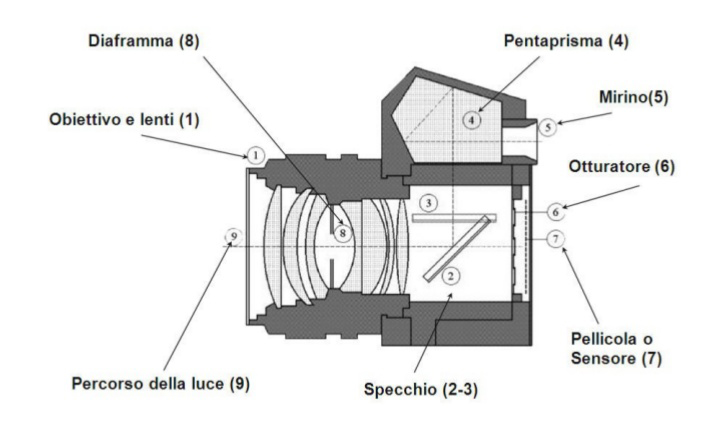 Diaframma (8)
Pentaprisma (4)
Mirino(5)
Obiettivo e lenti (1)
4
5
1
Otturatore (6)
3
6
9
8
7
2
Pellicola o
Sensore (7)
Percorso della luce (9)
Specchio (2-3)